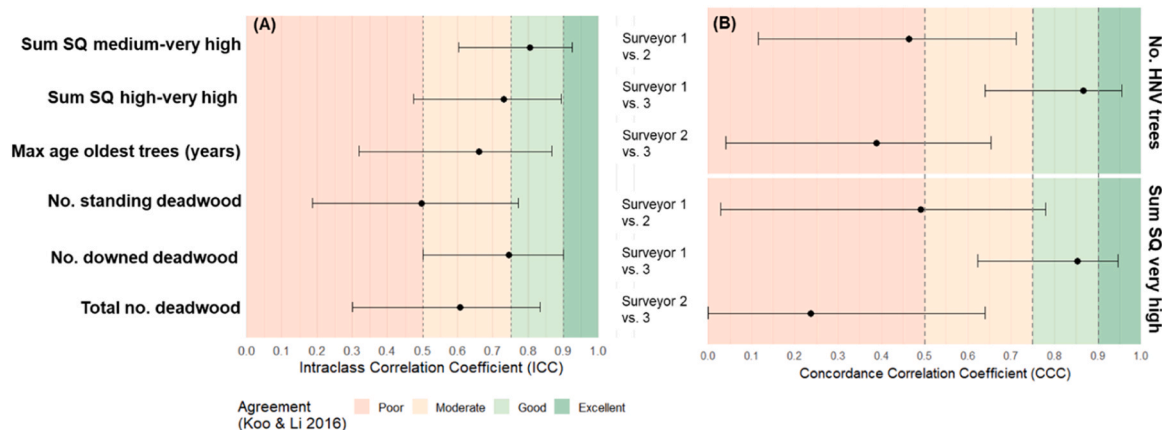 (A)
Sum SQ medium-very high
Sum SQ high-very high
Max age oldest trees (years)
No. standing deadwood
No. downed deadwood
Total no. deadwood
0.0 0.1 0.2 0.3 0.4 0.5 0.6 0.7 0.8 0.9 1.0
Intraclass Correlation Coefficient (ICC)
(B)
Surveyor 1
vs. 2
Surveyor 1
vs. 3
Surveyor 2
vs. 3
No. HNV trees
Surveyor 1
vs. 2
Surveyor 1
vs. 3
Surveyor 2
vs. 3
Sum SQ very high
0.0 0.1 0.2 0.3 0.4 0.5 0.6 0.7 0.8 0.9 1.0
Concordance Correlation Coefficient (CCC)
Agreement
(Koo & Li 2016)
Poor Moderate Good Excellent